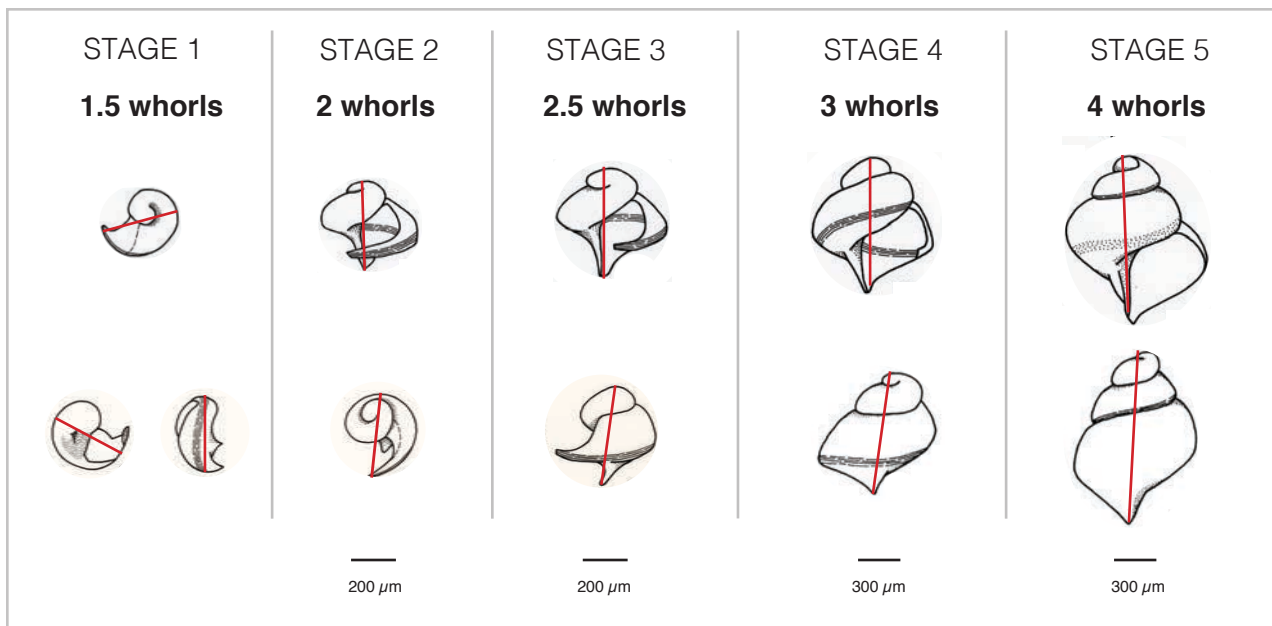 STAGE 1
STAGE 2
STAGE 3
STAGE 4
STAGE 5
1.5 whorls
2 whorls
2.5 whorls
3 whorls
4 whorls
200 µm
200 µm
300 µm
300 µm